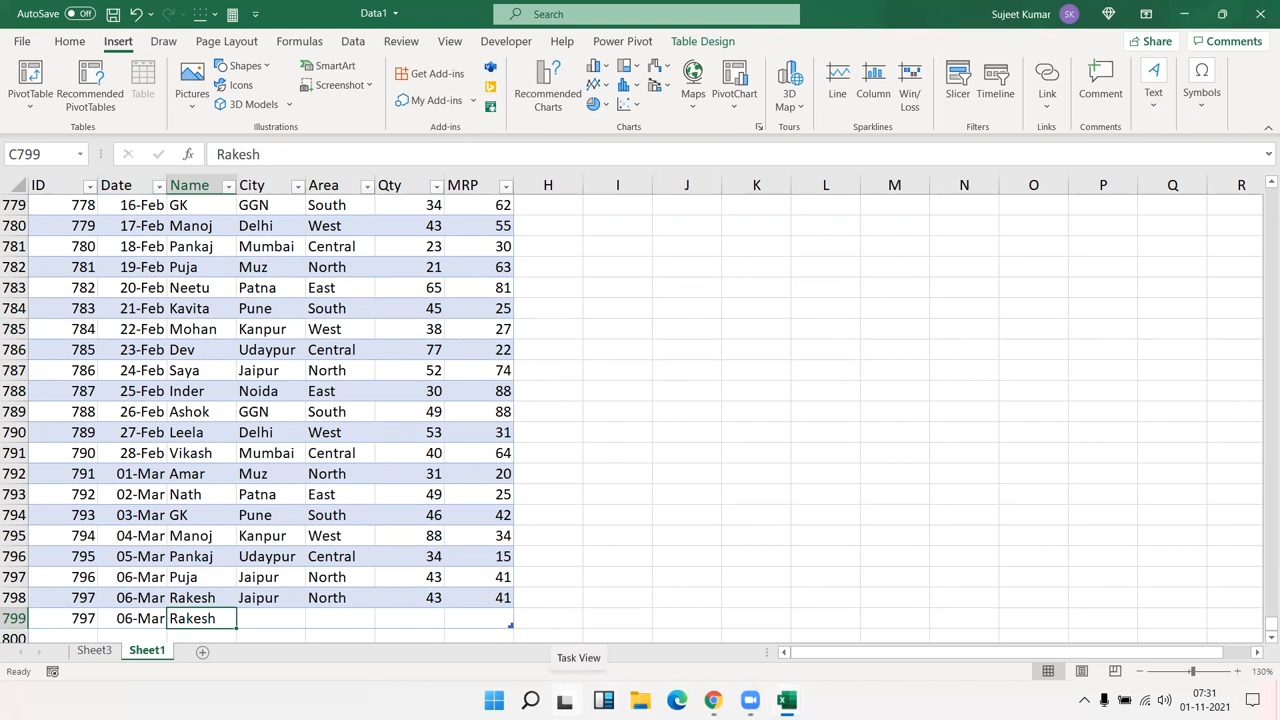 AutoSave Off Data1 Search Sujeet Kumar SK
File Home Insert Draw Page Layout Formulas Data Review View Developer Help Power Pivot Table Design Share Comments
PivotTable Recommended PivotTables Table Pictures Shapes Icons 3D Models SmartArt Screenshot Get Add-ins My Add-ins Recommended Charts Maps PivotChart 3D Map Line Column Win/Loss Slicer Timeline Link Comment Text Symbols
Tables Illustrations Add-ins Charts Tours Sparklines Filters Links Comments
C799 fx Rakesh
ID Date Name City Area Qty MRP H I J K L M N O P Q R
779 778 16-Feb GK GGN South 34 62
780 779 17-Feb Manoj Delhi West 43 55
781 780 18-Feb Pankaj Mumbai Central 23 30
782 781 19-Feb Puja Muz North 21 63
783 782 20-Feb Neetu Patna East 65 81
784 783 21-Feb Kavita Pune South 45 25
785 784 22-Feb Mohan Kanpur West 38 27
786 785 23-Feb Dev Udaypur Central 77 22
787 786 24-Feb Saya Jaipur North 52 74
788 787 25-Feb Inder Noida East 30 88
789 788 26-Feb Ashok GGN South 49 88
790 789 27-Feb Leela Delhi West 53 31
791 790 28-Feb Vikash Mumbai Central 40 64
792 791 01-Mar Amar Muz North 31 20
793 792 02-Mar Nath Patna East 49 25
794 793 03-Mar GK Pune South 46 42
795 794 04-Mar Manoj Kanpur West 88 34
796 795 05-Mar Pankaj Udaypur Central 34 15
797 796 06-Mar Puja Jaipur North 43 41
798 797 06-Mar Rakesh Jaipur North 43 41
799 797 06-Mar Rakesh
800
Sheet3 Sheet1 Task View
Ready 130%
07:31
01-11-2021